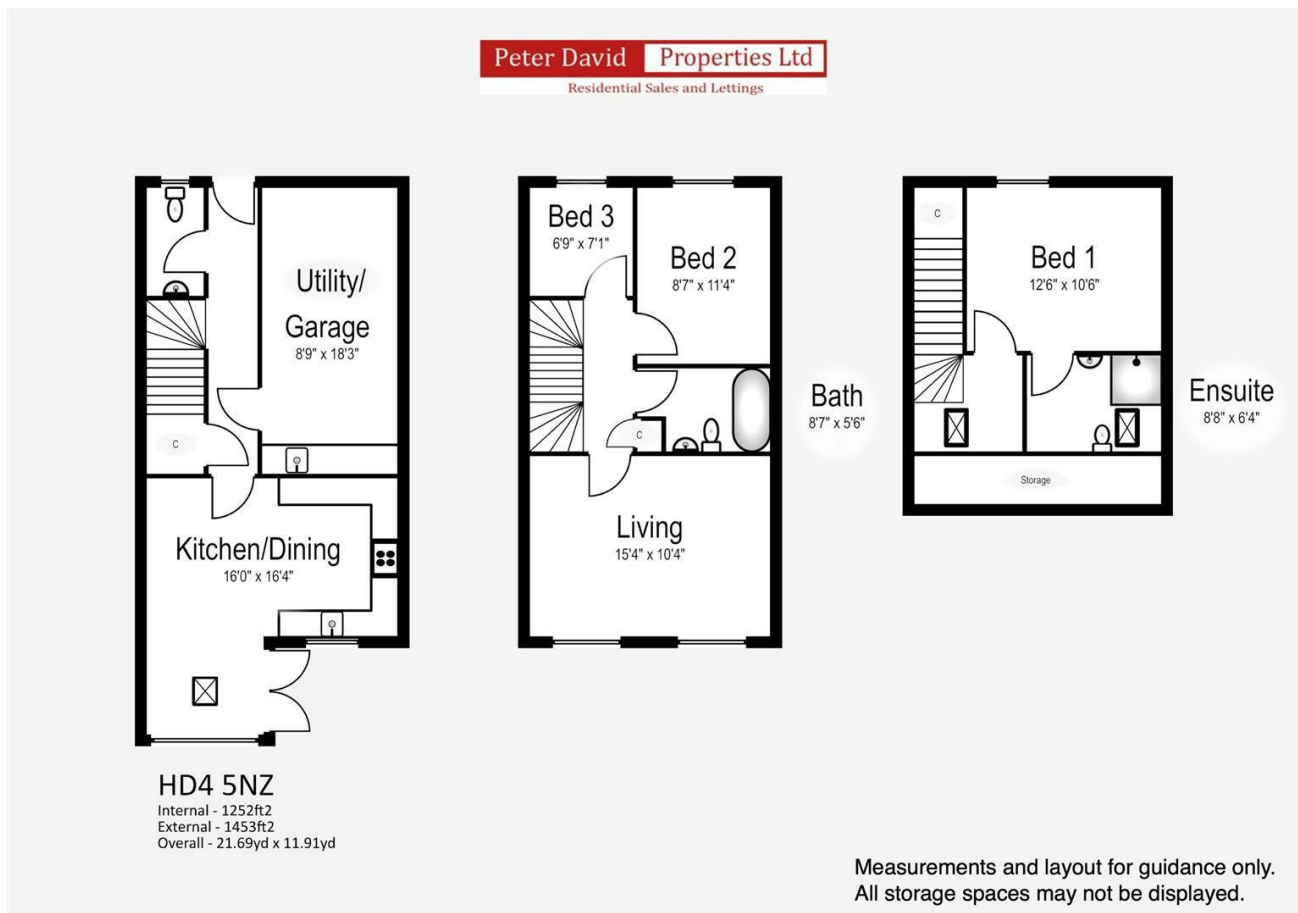 Peter David Properties Ltd
Residential Sales and Lettings
Utility/
Garage
8'9" x 18'3"
C
Kitchen/Dining
16'0" x 16'4"
Bed 3
6'9" x 7'1"
Bed 2
8'7" x 11'4"
C
Bath
8'7" x 5'6"
Living
15'4" x 10'4"
C
Bed 1
12'6" x 10'6"
Ensuite
8'8" x 6'4"
Storage
HD4 5NZ
Internal - 1252ft2
External - 1453ft2
Overall - 21.69yd x 11.91yd
Measurements and layout for guidance only.
All storage spaces may not be displayed.